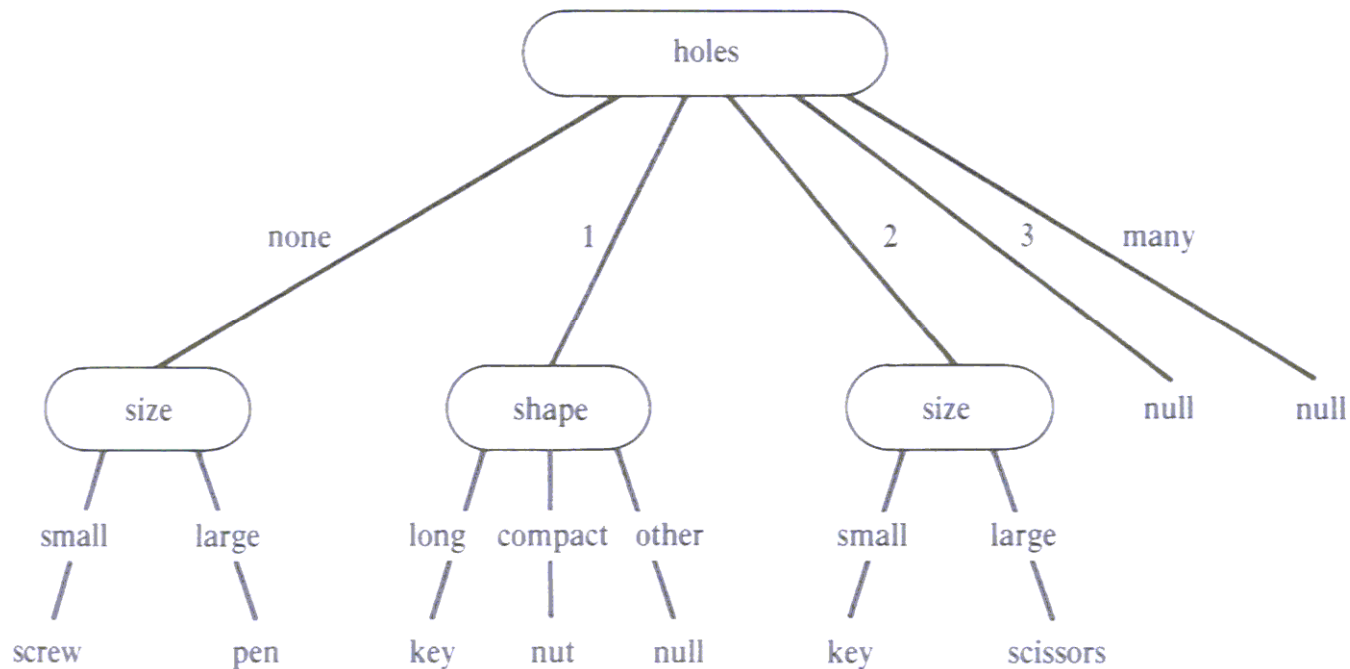 holes
none 1 2 3 many
size shape size null null
small large long compact other small large
screw pen key nut null key scissors